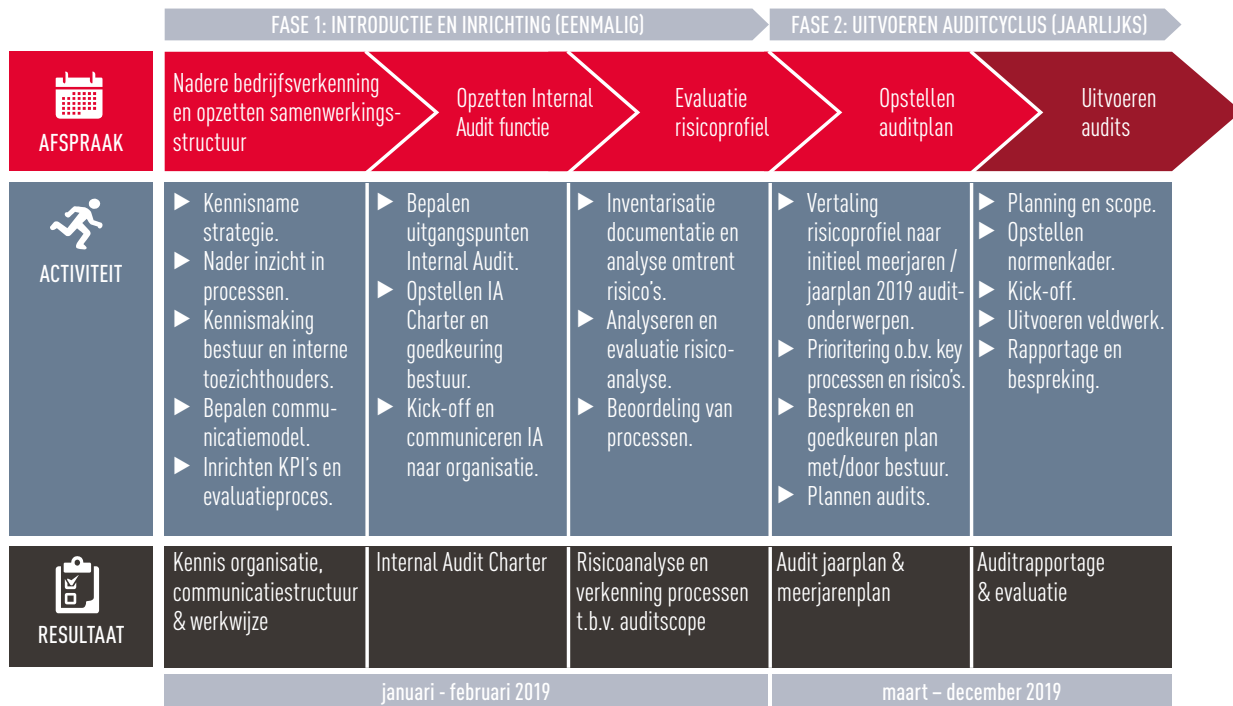 FASE 1: INTRODUCTIE EN INRICHTING (EENMALIG)
FASE 2: UITVOEREN AUDITCYCLUS (JAARLIJKS)
AFSPRAAK
Nadere bedrijfsverkenning
en opzetten samenwerkings-
structuur
Opzetten Internal
Audit functie
Evaluatie
risicoprofiel
Opstellen
auditplan
Uitvoeren
audits
ACTIVITEIT
▶ Kennisname
strategie.
▶ Nader inzicht in
processen.
▶ Kennismaking
bestuur en interne
toezichthouders.
▶ Bepalen commu-
nicatiemodel.
▶ Inrichten KPI's en
evaluatieproces.
▶ Bepalen
uitgangspunten
Internal Audit.
▶ Opstellen IA
Charter en
goedkeuring
bestuur.
▶ Kick-off en
communiceren IA
naar organisatie.
▶ Inventarisatie
documentatie en
analyse omtrent
risico's.
▶ Analyseren en
evaluatie risico-
analyse.
▶ Beoordeling van
processen.
▶ Vertaling
risicoprofiel naar
initieel meerjaren /
jaarplan 2019 audit-
onderwerpen.
▶ Prioritering o.b.v. key
processen en risico's.
▶ Bespreken en
goedkeuren plan
met/door bestuur.
▶ Plannen audits.
▶ Planning en scope.
▶ Opstellen
normenkader.
▶ Kick-off.
▶ Uitvoeren veldwerk.
▶ Rapportage en
bespreking.
RESULTAAT
Kennis organisatie,
communicatiestructuur
& werkwijze
Internal Audit Charter
Risicoanalyse en
verkenning processen
t.b.v. auditscope
Audit jaarplan &
meerjarenplan
Auditrapportage
& evaluatie
januari - februari 2019
maart – december 2019